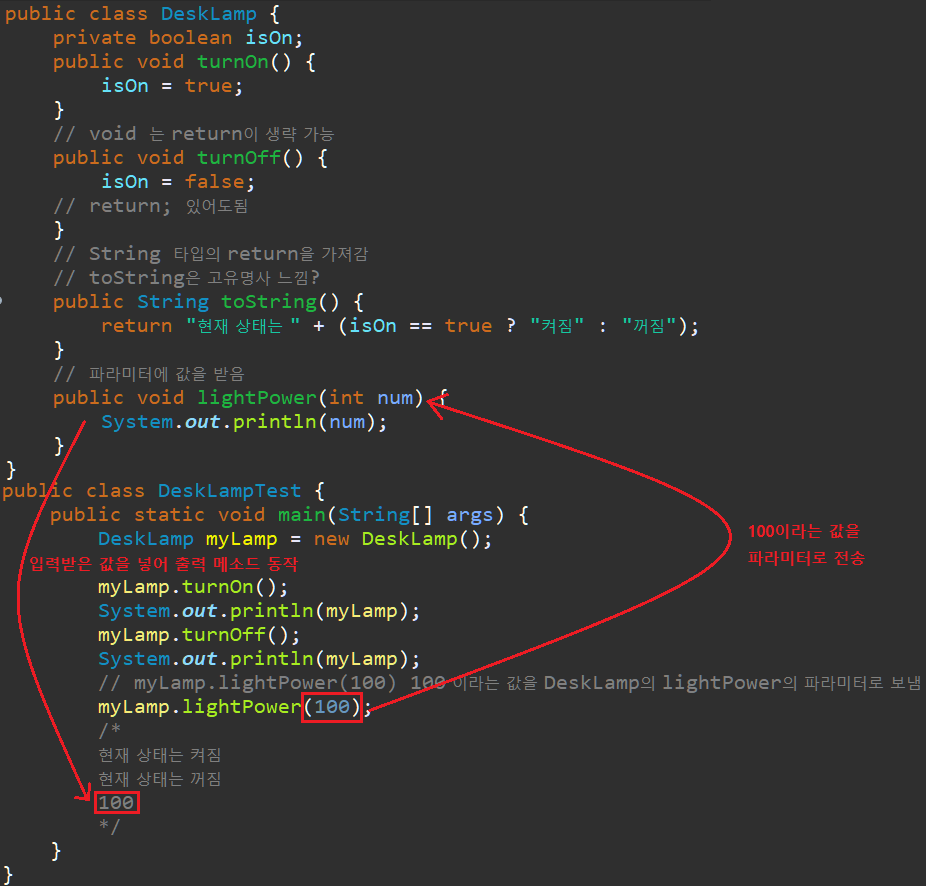 public class DeskLamp {
private boolean isOn;
public void turnOn() {
isOn = true;
}
// void 는 return이 생략 가능
public void turnOff() {
isOn = false;
// return; 있어도됨
}
// String 타입의 return을 가져감
// toString은 고유명사 느낌?
public String toString() {
return "현재 상태는 " + (isOn == true ? "켜짐" : "꺼짐");
}
// 파라미터에 값을 받음
public void lightPower(int num) {
System.out.println(num);
}
}
public class DeskLampTest {
public static void main(String[] args) {
DeskLamp myLamp = new DeskLamp();
100이라는 값을
파라미터로 전송
입력받은 값을 넣어 출력 메소드 동작
myLamp.turnOn();
System.out.println(myLamp);
myLamp.turnOff();
System.out.println(myLamp);
// myLamp.lightPower(100) 100 이라는 값을 DeskLamp의 lightPower의 파라미터로 보냄
myLamp.lightPower(100);
/*
현재 상태는 켜짐
현재 상태는 꺼짐
100
*/
}
}